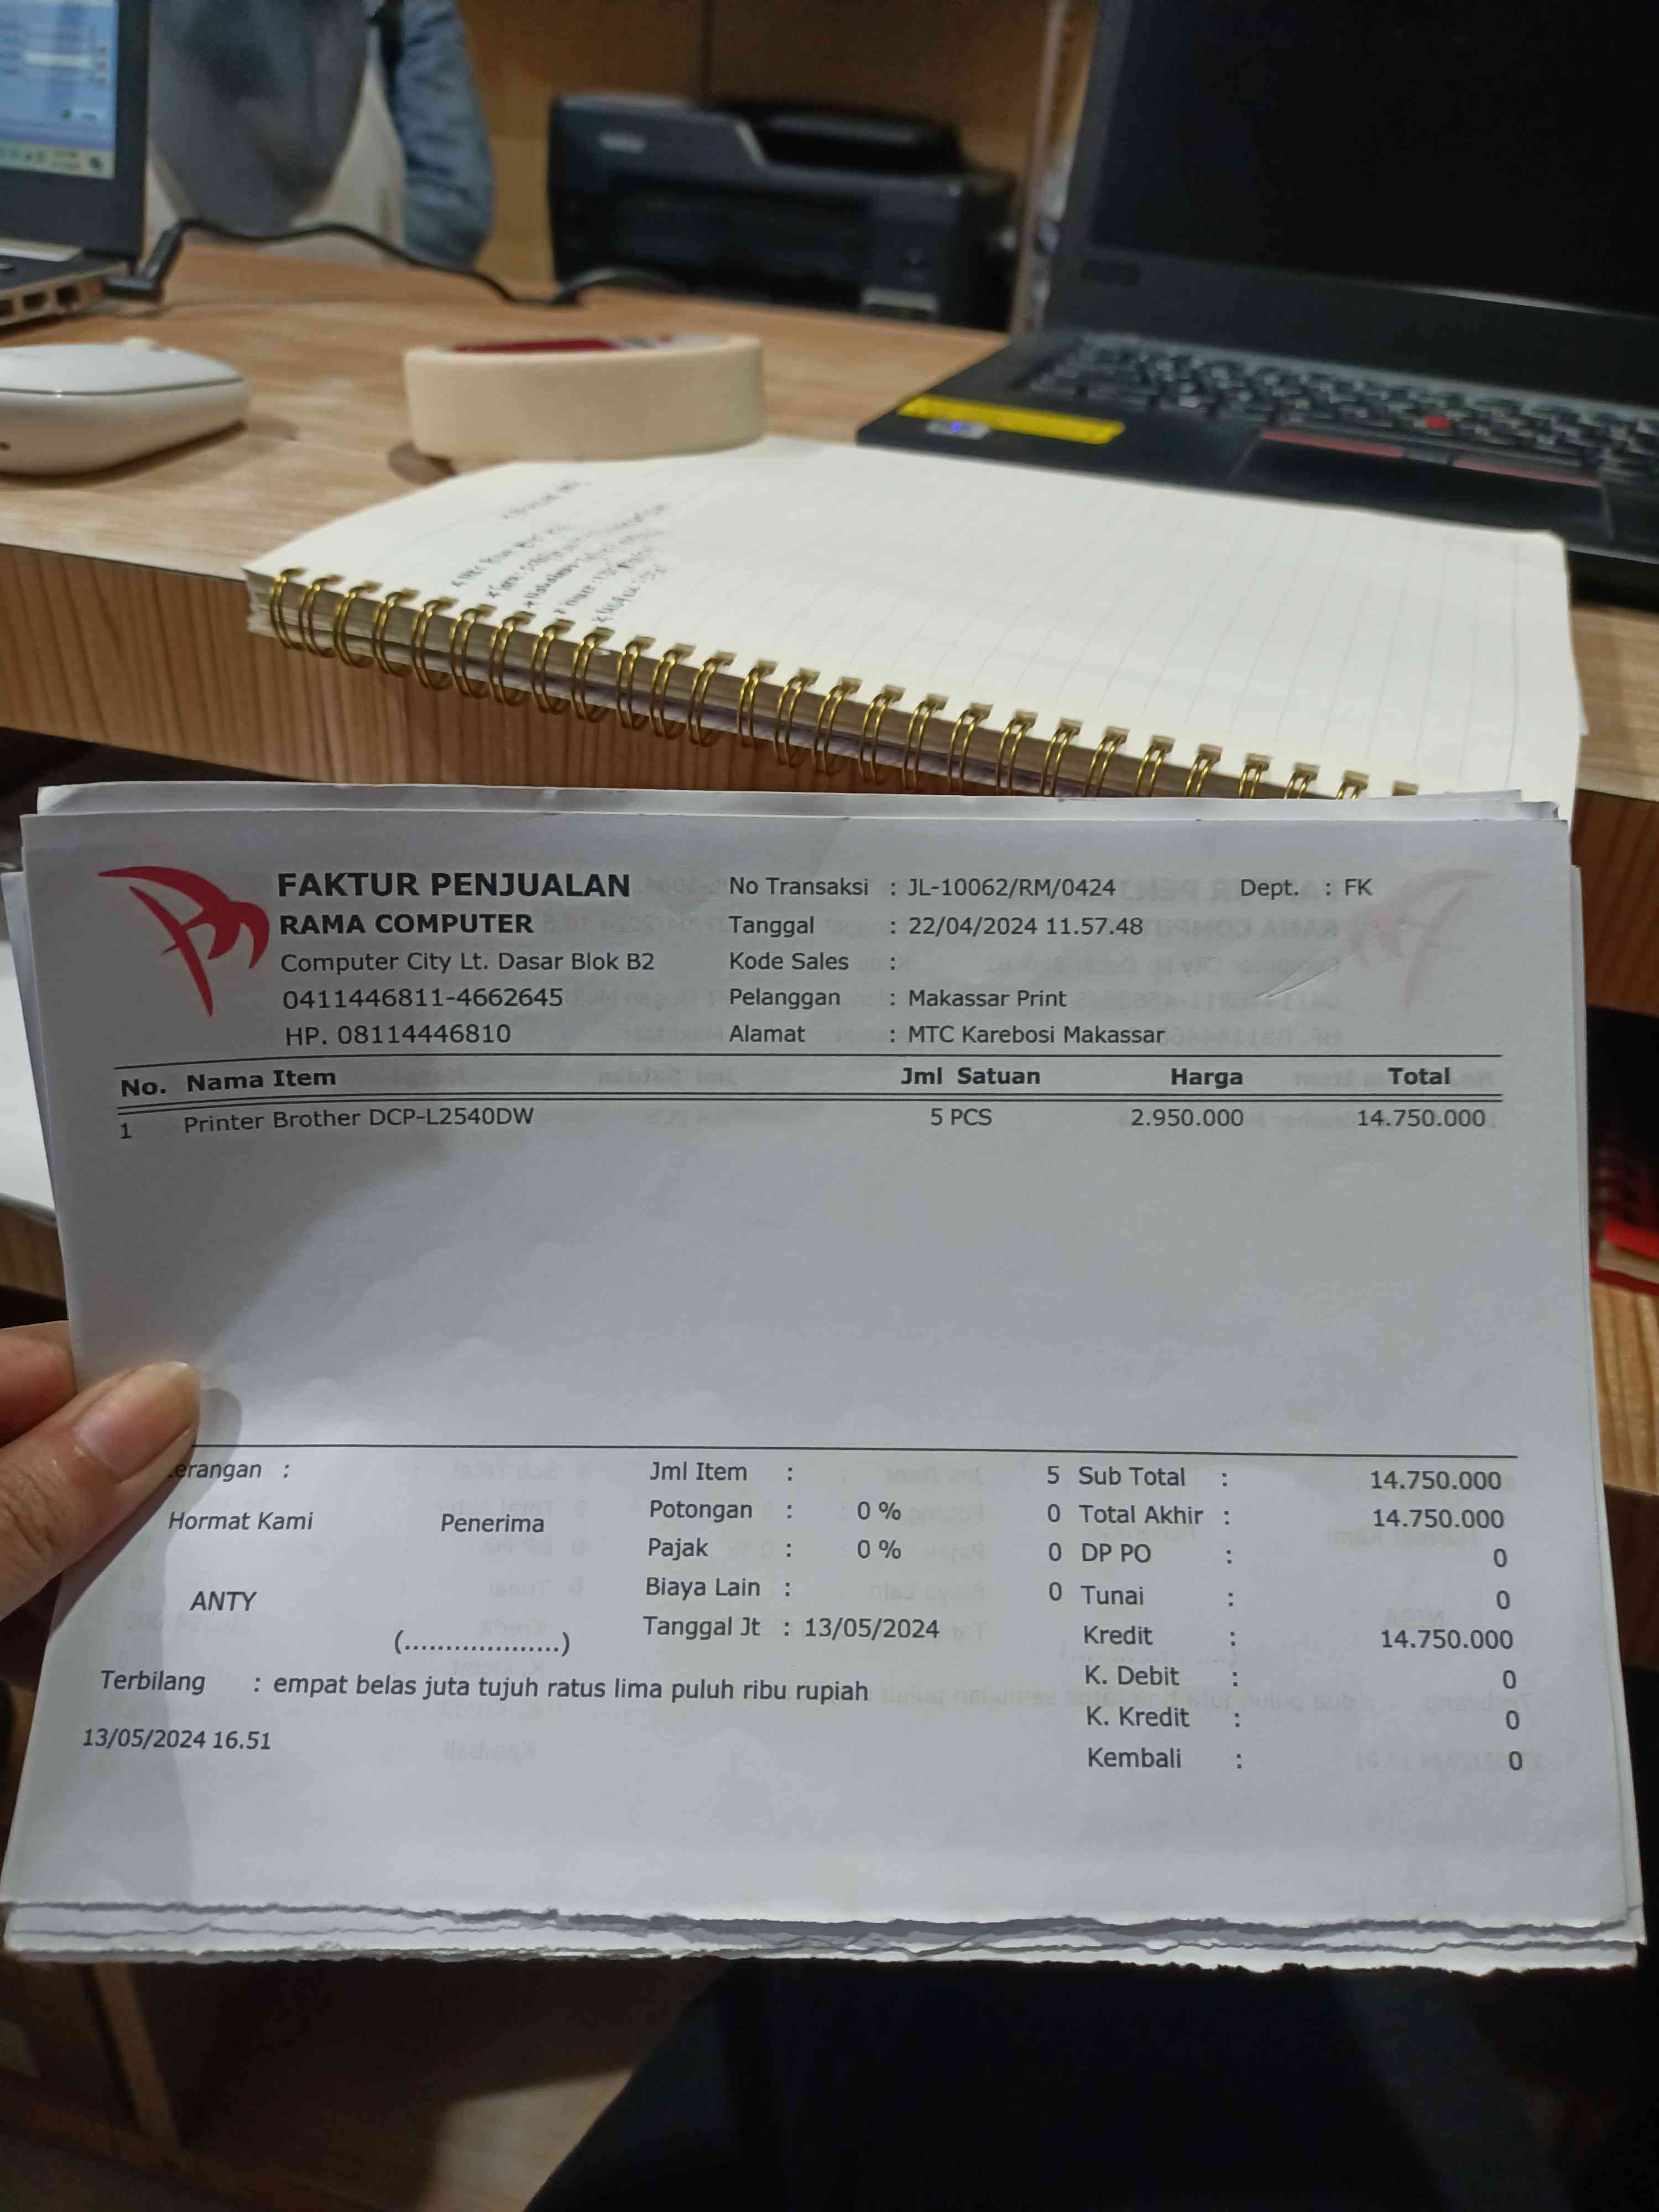 FAKTUR PENJUALAN
RAMA COMPUTER
Computer City Lt. Dasar Blok B2
0411446811-4662645
HP. 08114446810
No Transaksi : JL-10062/RM/0424 Dept. : FK
Tanggal : 22/04/2024 11.57.48
Kode Sales :
Pelanggan : Makassar Print
Alamat : MTC Karebosi Makassar
No. Nama Item Jml Satuan Harga Total
1 Printer Brother DCP-L2540DW 5 PCS 2.950.000 14.750.000
erangan :
Hormat Kami Penerima
ANTY
(...................)
Jml Item : 5
Potongan : 0 % 0
Pajak : 0 % 0
Biaya Lain : 0
Tanggal Jt : 13/05/2024
Sub Total : 14.750.000
Total Akhir : 14.750.000
DP PO : 0
Tunai : 0
Kredit : 14.750.000
K. Debit : 0
K. Kredit : 0
Kembali : 0
Terbilang : empat belas juta tujuh ratus lima puluh ribu rupiah
13/05/2024 16.51